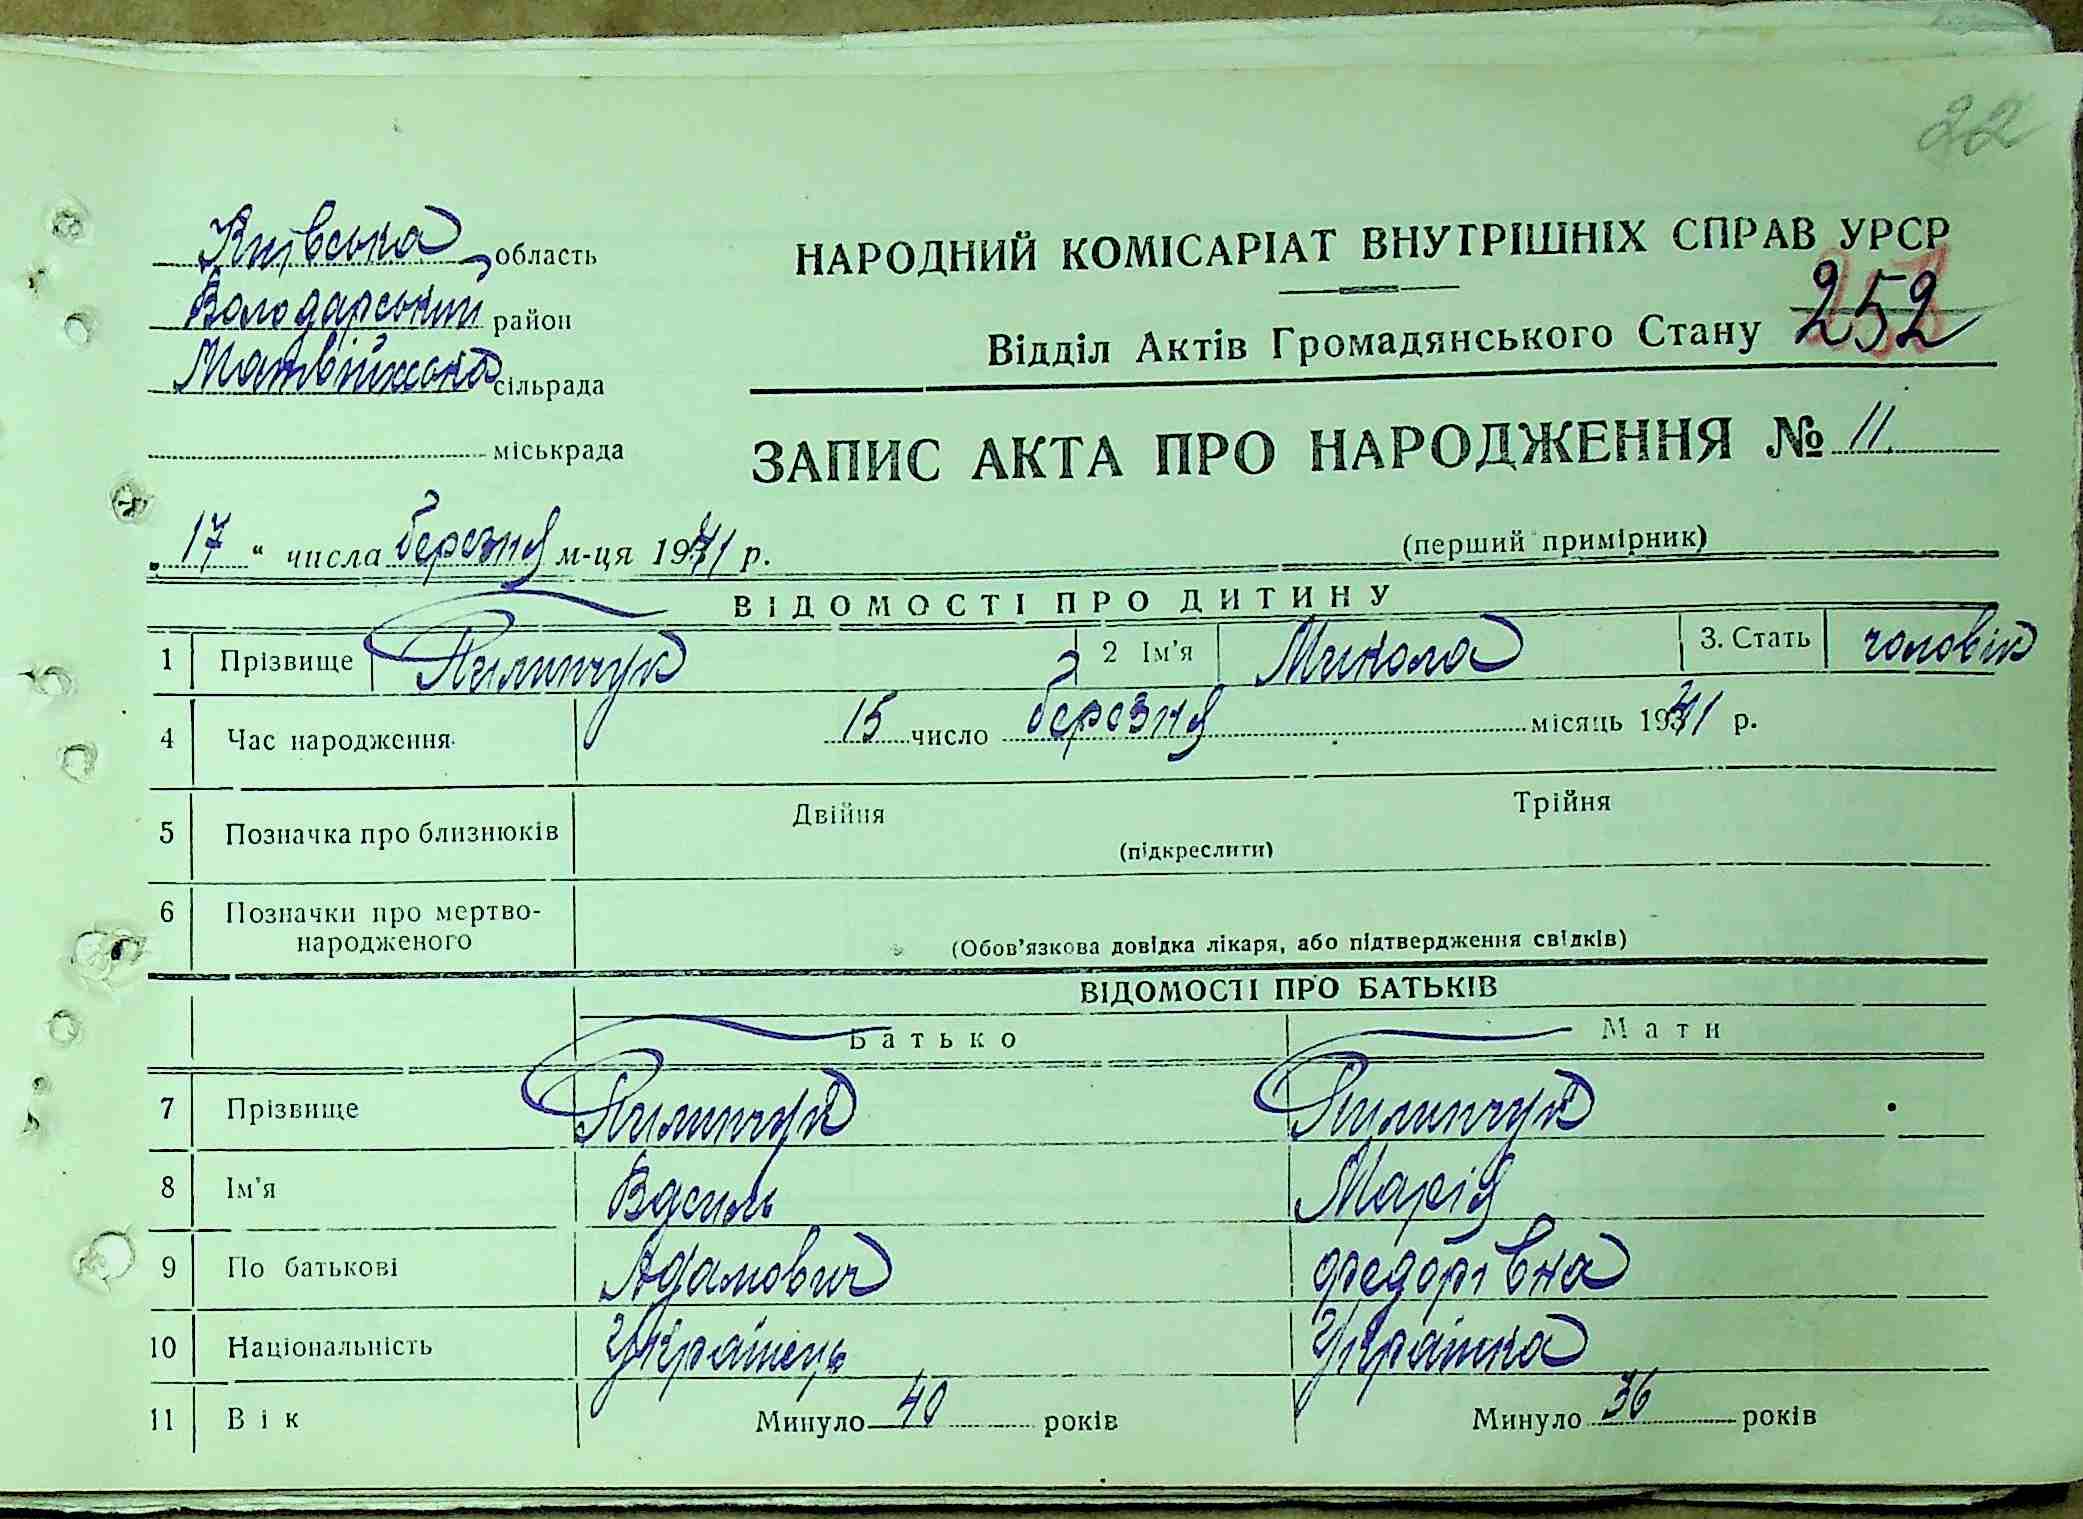 22
Київська область
Володарський район
Матвійська сільрада
міськрада
НАРОДНИЙ КОМІСАРІАТ ВНУТРІШНІХ СПРАВ УРСР
Відділ Актів Громадянського Стану 252
ЗАПИС АКТА ПРО НАРОДЖЕННЯ № 11
„17“ числа березня м-ця 1941 р.
(перший примірник)
ВІДОМОСТІ ПРО ДИТИНУ
1 Прізвище Пилипчук 2 Ім'я Микола 3. Стать чоловік
4 Час народження 15 число березня місяць 1941 р.
5 Позначка про близнюків Двійня Трійня
(підкреслити)
6 Позначки про мертво-
народженого
(Обов'язкова довідка лікаря, або підтвердження свідків)
ВІДОМОСТІ ПРО БАТЬКІВ
Батько Мати
7 Прізвище Пилипчук Пилипчук
8 Ім'я Василь Марія
9 По батькові Адамович Федорівна
10 Національність Українець Українка
11 Вік Минуло 40 років Минуло 36 років